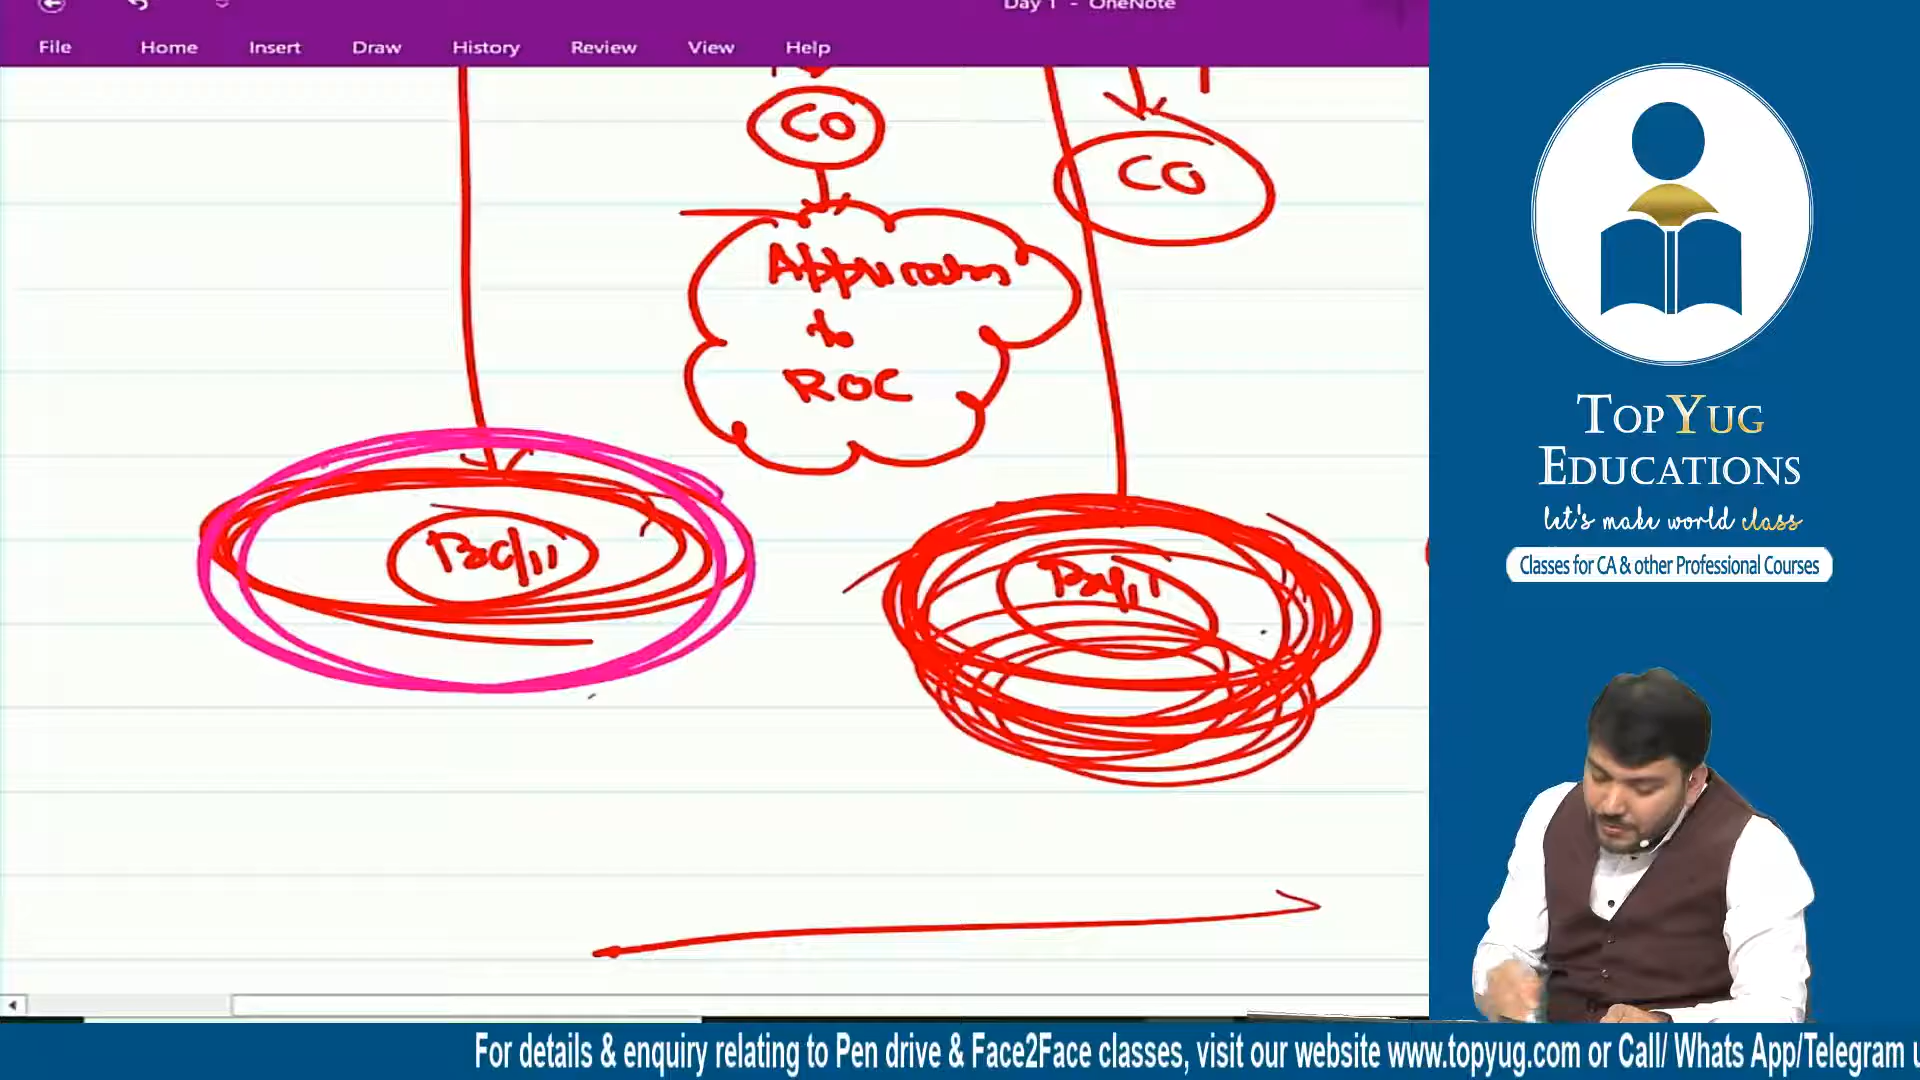 Day 1 - OneNote
File Home Insert Draw History Review View Help
CO
CO
Application
to
ROC
TOPYUG
EDUCATIONS
let's make world class
Classes for CA & other Professional Courses
For details & enquiry relating to Pen drive & Face2Face classes, visit our website www.topyug.com or Call/ Whats App/Telegram u